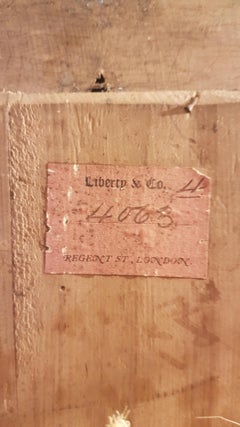 Liberty & Co. 4
4063
REGENT ST, LONDON.